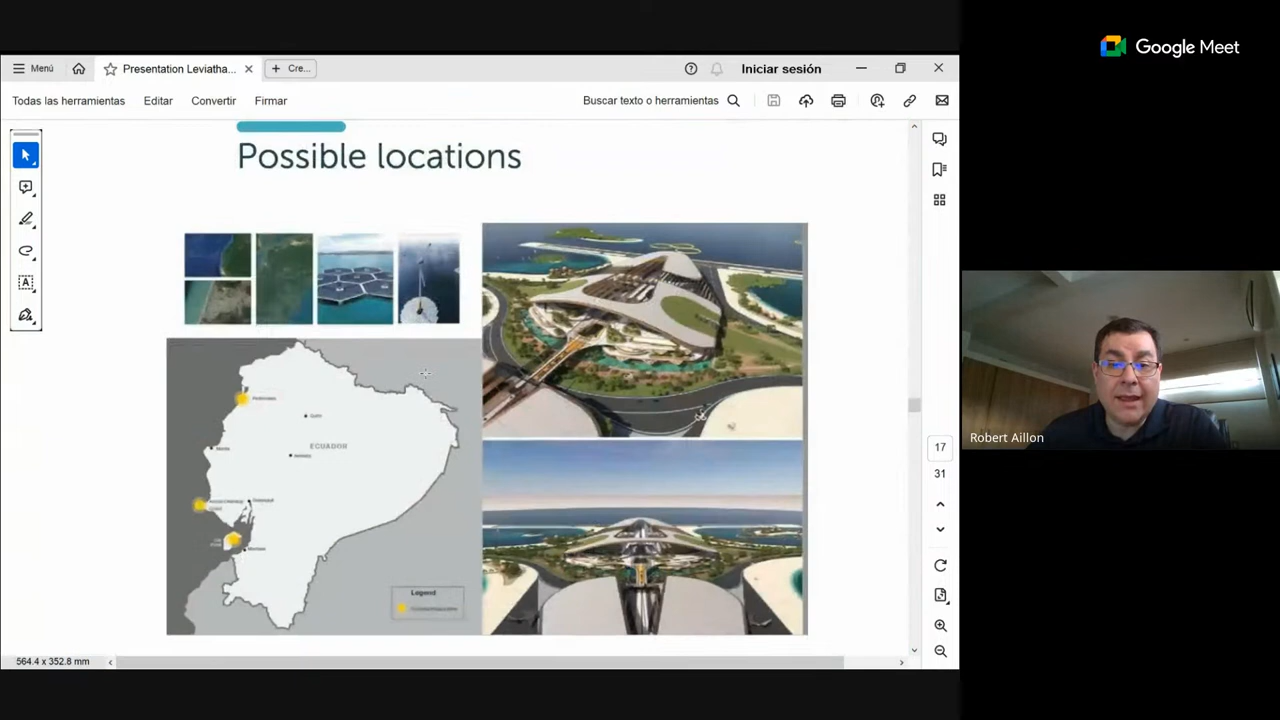 Google Meet
Menú
Presentation Leviatha...
Cre...
Iniciar sesión
Todas las herramientas
Editar
Convertir
Firmar
Buscar texto o herramientas
Possible locations
Quito
ECUADOR
Legend
17
31
564.4 x 352.8 mm
Robert Aillon